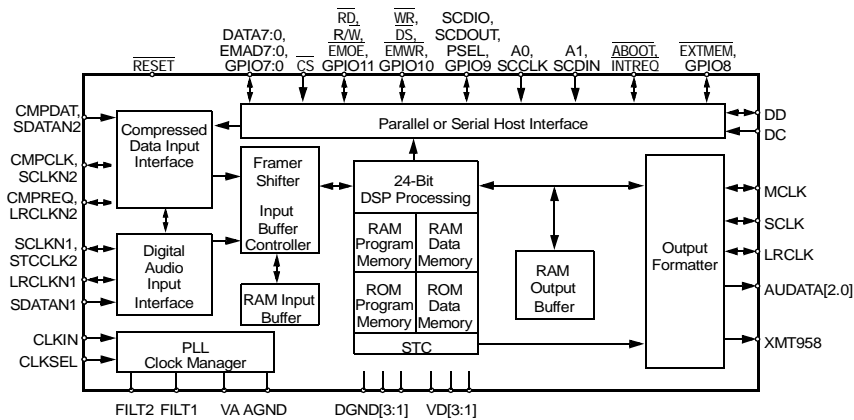 RD, WR, SCDIO,
DATA7:0, R/W, DS, SCDOUT,
EMAD7:0, EMOE, EMWR, PSEL, A0, A1, ABOOT, EXTMEM,
RESET GPIO7:0 CS GPIO11 GPIO10 GPIO9 SCCLK SCDIN INTREQ GPIO8
CMPDAT,
SDATAN2
CMPCLK,
SCLKN2
CMPREQ,
LRCLKN2
SCLKN1,
STCCLK2
LRCLKN1
SDATAN1
CLKIN
CLKSEL
Compressed
Data Input
Interface
Digital
Audio
Input
Interface
Framer
Shifter
Input
Buffer
Controller
RAM Input
Buffer
PLL
Clock Manager
Parallel or Serial Host Interface
24-Bit
DSP Processing
RAM
Program
Memory
RAM
Data
Memory
ROM
Program
Memory
ROM
Data
Memory
STC
RAM
Output
Buffer
Output
Formatter
DD
DC
MCLK
SCLK
LRCLK
AUDATA[2.0]
XMT958
FILT2 FILT1 VA AGND DGND[3:1] VD[3:1]